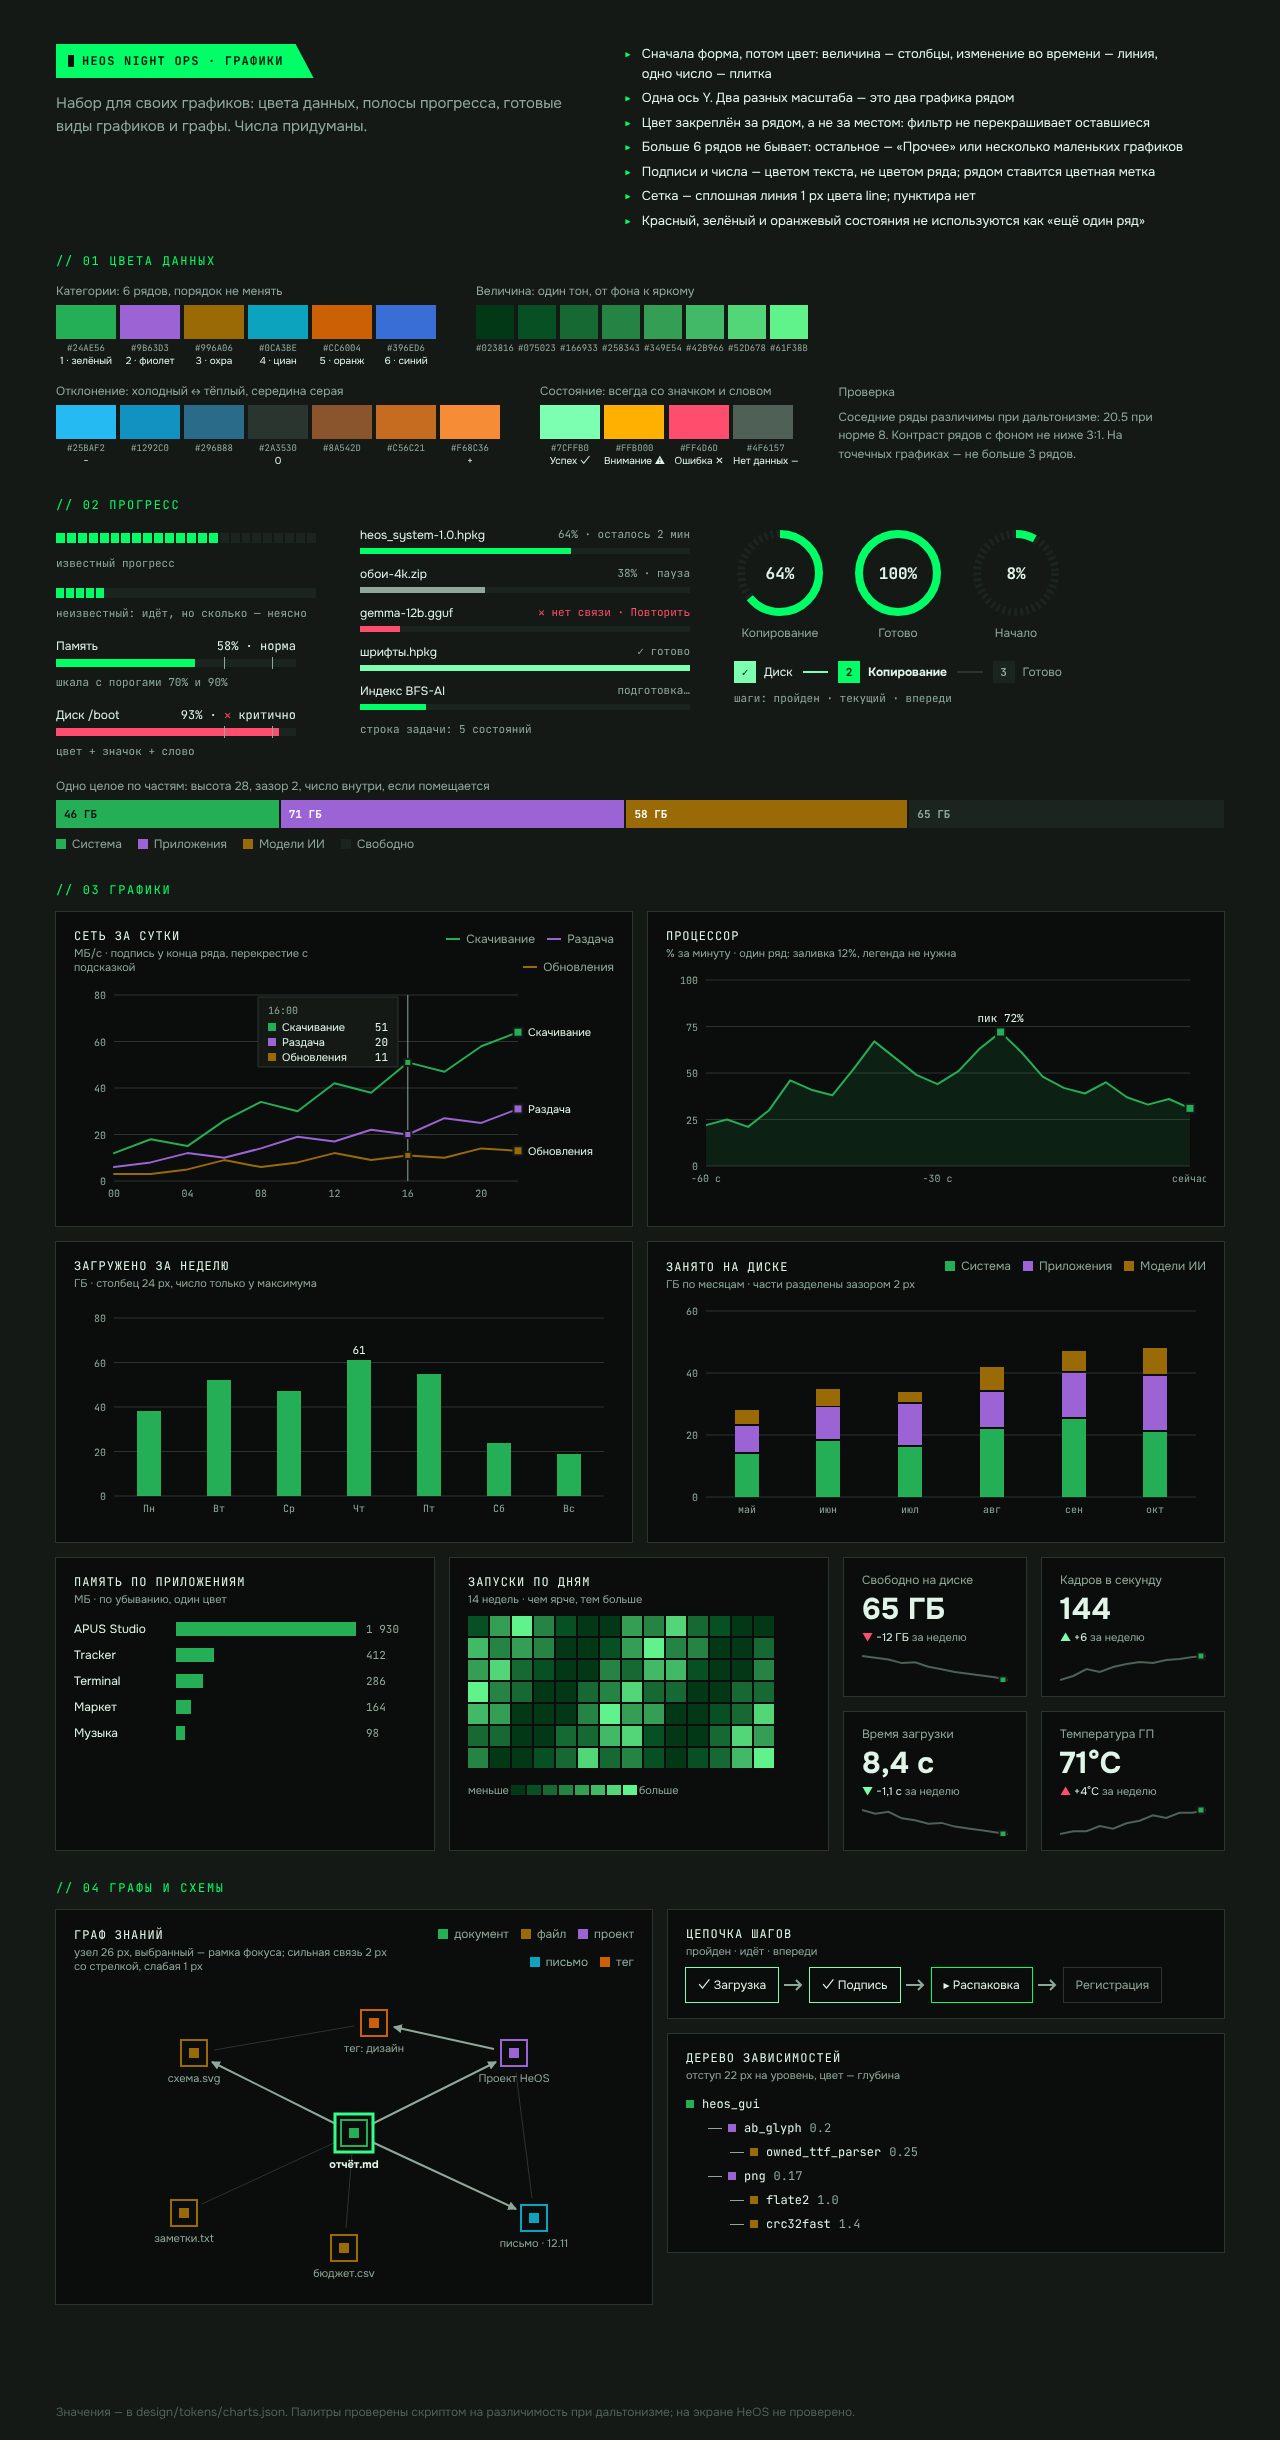 HEOS NIGHT OPS · ГРАФИКИ
Набор для своих графиков: цвета данных, полосы прогресса, готовые
виды графиков и графы. Числа придуманы.
▸ Сначала форма, потом цвет: величина — столбцы, изменение во времени — линия,
одно число — плитка
▸ Одна ось Y. Два разных масштаба — это два графика рядом
▸ Цвет закреплён за рядом, а не за местом: фильтр не перекрашивает оставшиеся
▸ Больше 6 рядов не бывает: остальное — «Прочее» или несколько маленьких графиков
▸ Подписи и числа — цветом текста, не цветом ряда; рядом ставится цветная метка
▸ Сетка — сплошная линия 1 px цвета line; пунктира нет
▸ Красный, зелёный и оранжевый состояния не используются как «ещё один ряд»
// 01 ЦВЕТА ДАННЫХ
Категории: 6 рядов, порядок не менять
#24AE56 #9B63D3 #996A06 #0CA3BE #CC6004 #396ED6
1 · зелёный 2 · фиолет 3 · охра 4 · циан 5 · оранж 6 · синий
Величина: один тон, от фона к яркому
#023816 #075023 #166933 #258343 #349E54 #42B966 #52D678 #61F38B
Отклонение: холодный ↔ тёплый, середина серая
#25BAF2 #1292C0 #296B88 #2A3530 #8A542D #C56C21 #F68C36
− 0 +
Состояние: всегда со значком и словом
#7CFFB0 #FFB000 #FF4D6D #4F6157
Успех ✓ Внимание ▲ Ошибка ✕ Нет данных —
Проверка
Соседние ряды различимы при дальтонизме: 20.5 при
норме 8. Контраст рядов с фоном не ниже 3:1. На
точечных графиках — не больше 3 рядов.
// 02 ПРОГРЕСС
известный прогресс
неизвестный: идёт, но сколько — неясно
Память 58% · норма
шкала с порогами 70% и 90%
Диск /boot 93% · ✕ критично
цвет + значок + слово
heos_system-1.0.hpkg 64% · осталось 2 мин
обои-4k.zip 38% · пауза
gemma-12b.gguf ✕ нет связи · Повторить
шрифты.hpkg ✓ готово
Индекс BFS-AI подготовка…
строка задачи: 5 состояний
64% 100% 8%
Копирование Готово Начало
✓ Диск 2 Копирование 3 Готово
шаги: пройден · текущий · впереди
Одно целое по частям: высота 28, зазор 2, число внутри, если помещается
46 ГБ 71 ГБ 58 ГБ 65 ГБ
Система Приложения Модели ИИ Свободно
// 03 ГРАФИКИ
СЕТЬ ЗА СУТКИ
МБ/с · подпись у конца ряда, перекрестие с
подсказкой
Скачивание Раздача
Обновления
80
60
40
20
0
00 04 08 12 16 20
16:00
Скачивание 51
Раздача 20
Обновления 11
Скачивание
Раздача
Обновления
ПРОЦЕССОР
% за минуту · один ряд: заливка 12%, легенда не нужна
100
75
50
25
0
пик 72%
-60 с -30 с сейчас
ЗАГРУЖЕНО ЗА НЕДЕЛЮ
ГБ · столбец 24 px, число только у максимума
80
60
40
20
0
61
Пн Вт Ср Чт Пт Сб Вс
ЗАНЯТО НА ДИСКЕ
ГБ по месяцам · части разделены зазором 2 px
Система Приложения Модели ИИ
60
40
20
0
май июн июл авг сен окт
ПАМЯТЬ ПО ПРИЛОЖЕНИЯМ
МБ · по убыванию, один цвет
APUS Studio 1 930
Tracker 412
Terminal 286
Маркет 164
Музыка 98
ЗАПУСКИ ПО ДНЯМ
14 недель · чем ярче, тем больше
меньше больше
Свободно на диске
65 ГБ
▼ −12 ГБ за неделю
Кадров в секунду
144
▲ +6 за неделю
Время загрузки
8,4 с
▼ −1,1 с за неделю
Температура ГП
71°C
▲ +4°C за неделю
// 04 ГРАФЫ И СХЕМЫ
ГРАФ ЗНАНИЙ
узел 26 px, выбранный — рамка фокуса; сильная связь 2 px
со стрелкой, слабая 1 px
документ файл проект
письмо тег
тег: дизайн
схема.svg
Проект HeOS
отчёт.md
заметки.txt
письмо · 12.11
бюджет.csv
ЦЕПОЧКА ШАГОВ
пройден · идёт · впереди
✓ Загрузка → ✓ Подпись → ▸ Распаковка → Регистрация
ДЕРЕВО ЗАВИСИМОСТЕЙ
отступ 22 px на уровень, цвет — глубина
heos_gui
ab_glyph 0.2
owned_ttf_parser 0.25
png 0.17
flate2 1.0
crc32fast 1.4
Значения — в design/tokens/charts.json. Палитры проверены скриптом на различимость при дальтонизме; на экране HeOS не проверено.